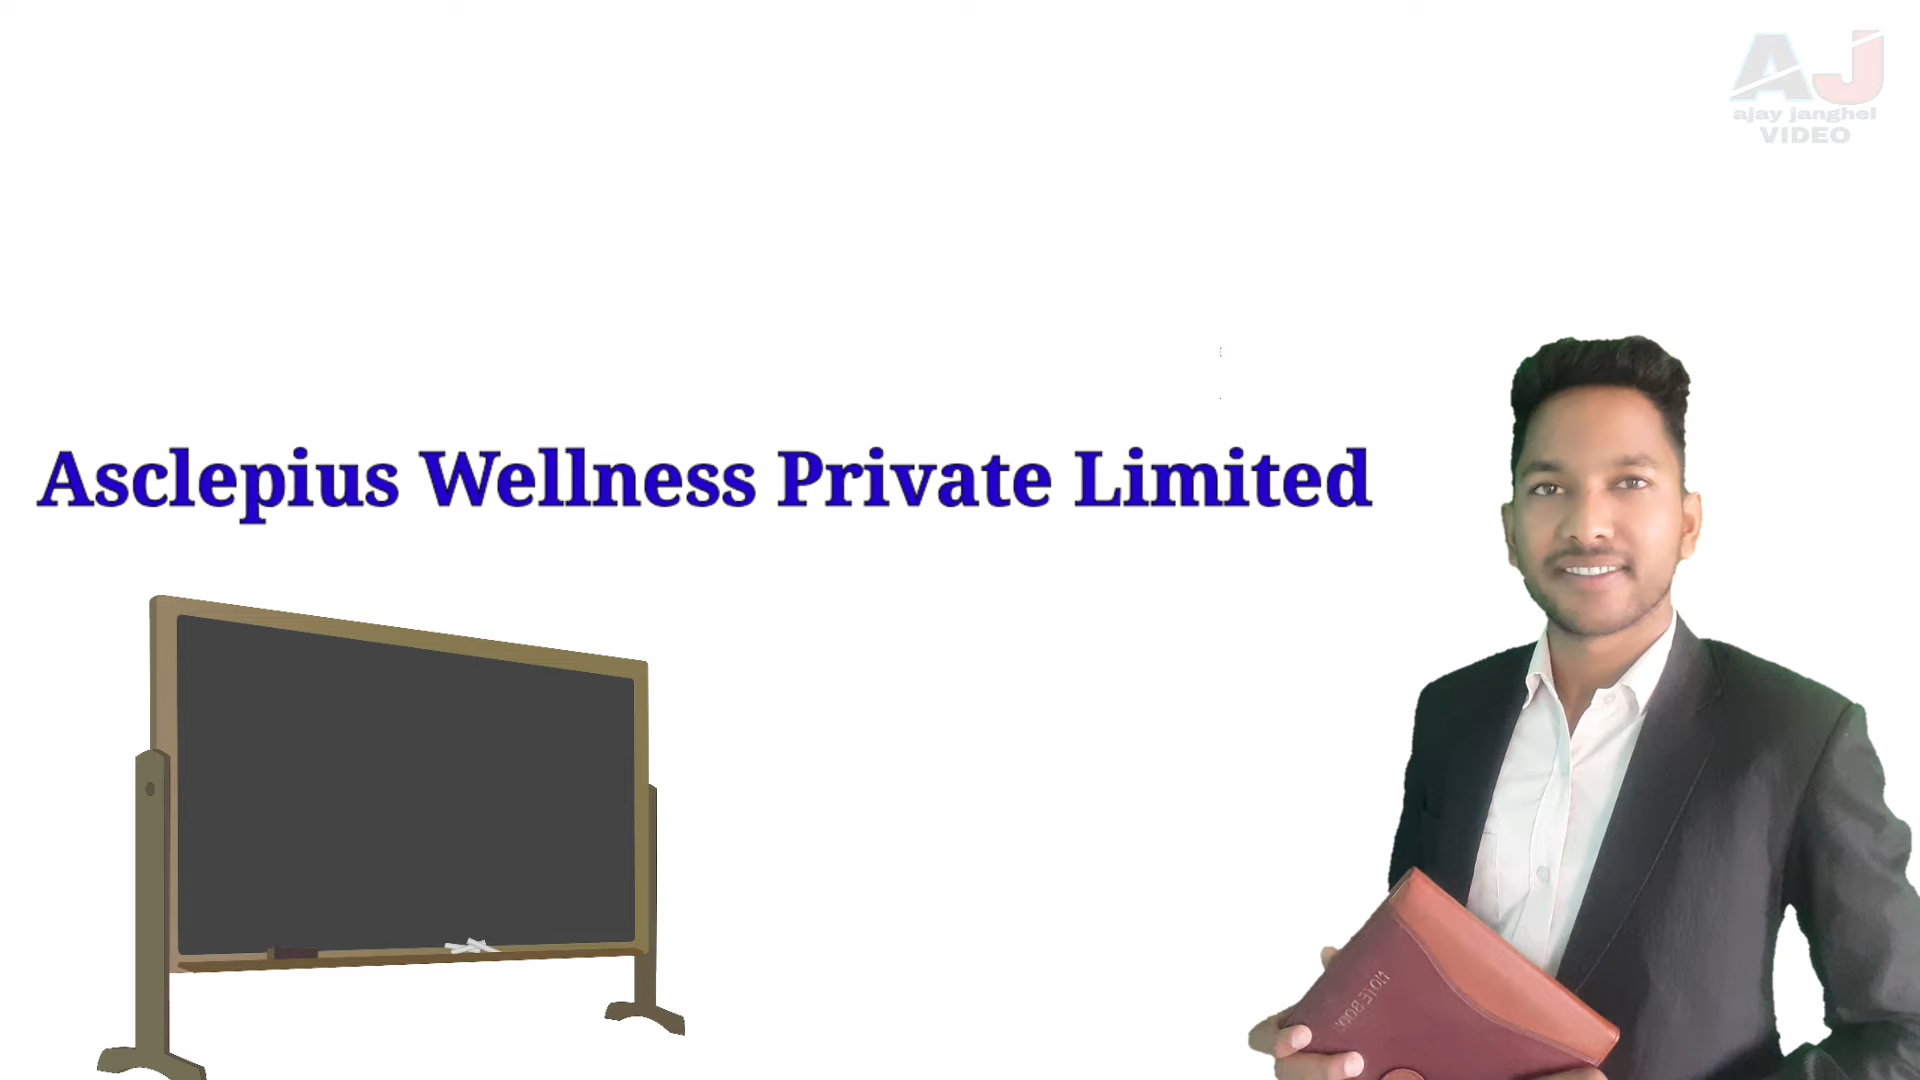 AJ
ajay janghel
VIDEO
Asclepius Wellness Private Limited
NOTEBOOK